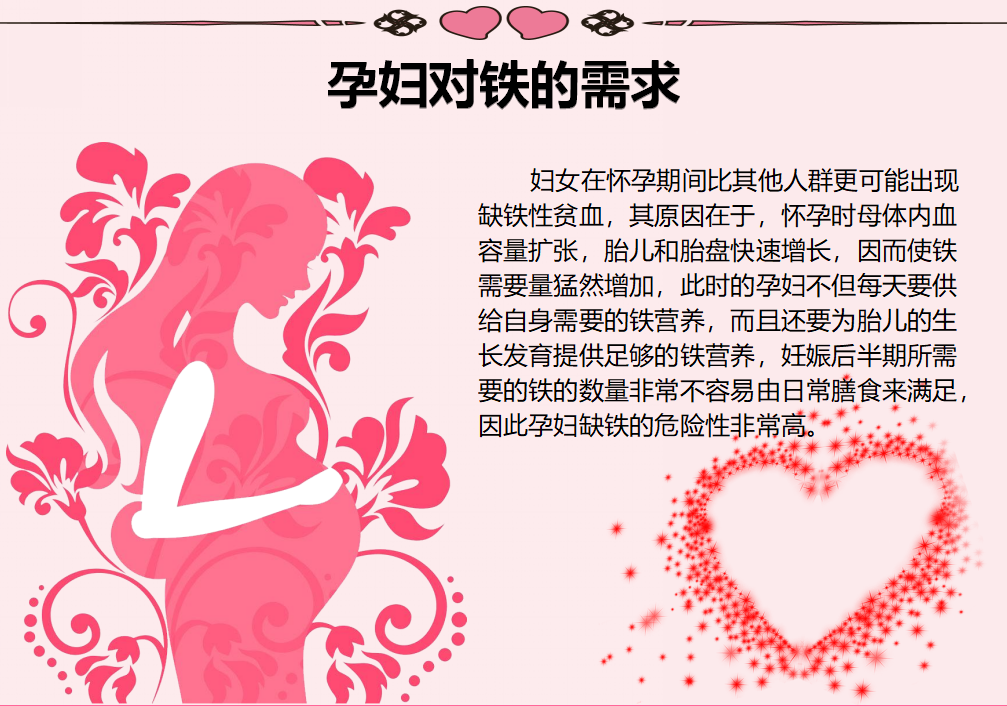 孕妇对铁的需求
妇女在怀孕期间比其他人群更可能出现
缺铁性贫血，其原因在于，怀孕时母体内血
容量扩张，胎儿和胎盘快速增长，因而使铁
需要量猛然增加，此时的孕妇不但每天要供
给自身需要的铁营养，而且还要为胎儿的生
长发育提供足够的铁营养，妊娠后半期所需
要的铁的数量非常不容易由日常膳食来满足，
因此孕妇缺铁的危险性非常高。